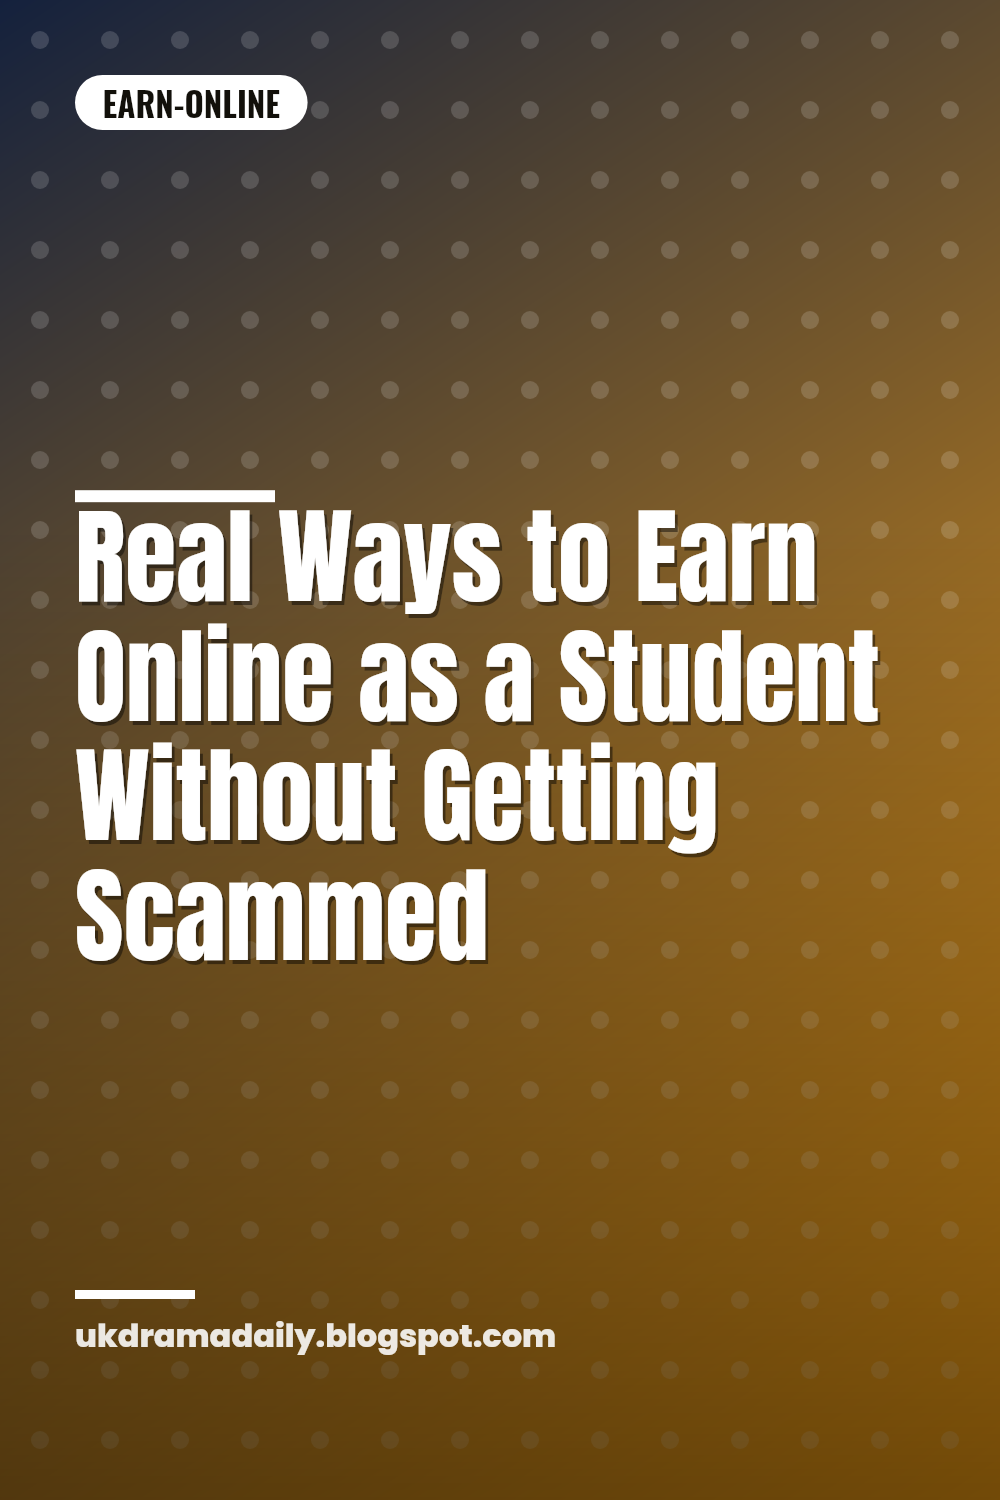 EARN-ONLINE
Real Ways to Earn
Online as a Student
Without Getting
Scammed
ukdramadaily.blogspot.com